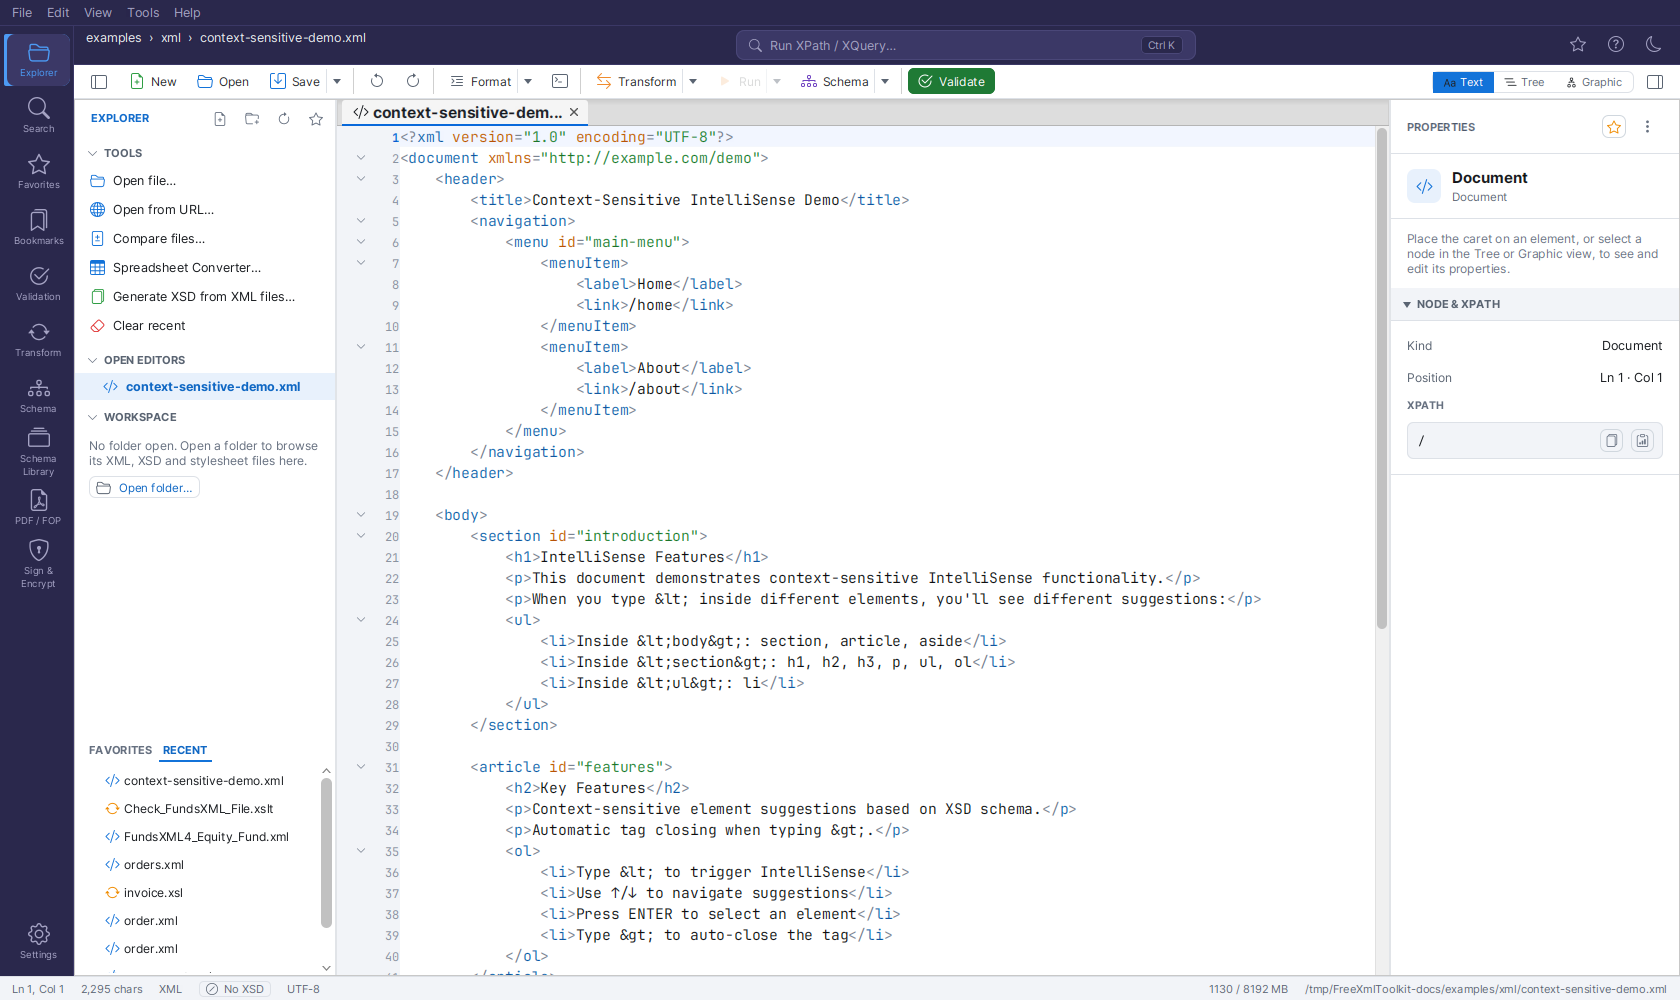 File Edit View Tools Help
examples › xml › context-sensitive-demo.xml
Run XPath / XQuery... Ctrl K
New Open Save Format Transform Run Schema Validate Aa Text Tree Graphic
Explorer
Search
Favorites
Bookmarks
Validation
Transform
Schema
Schema
Library
PDF / FOP
Sign &
Encrypt
Settings
EXPLORER
TOOLS
Open file...
Open from URL...
Compare files...
Spreadsheet Converter...
Generate XSD from XML files...
Clear recent
OPEN EDITORS
context-sensitive-demo.xml
WORKSPACE
No folder open. Open a folder to browse
its XML, XSD and stylesheet files here.
Open folder...
FAVORITES RECENT
context-sensitive-demo.xml
Check_FundsXML_File.xslt
FundsXML4_Equity_Fund.xml
orders.xml
invoice.xsl
order.xml
order.xml
context-sensitive-dem...
1 <?xml version="1.0" encoding="UTF-8"?>
2 <document xmlns="http://example.com/demo">
3 <header>
4 <title>Context-Sensitive IntelliSense Demo</title>
5 <navigation>
6 <menu id="main-menu">
7 <menuItem>
8 <label>Home</label>
9 <link>/home</link>
10 </menuItem>
11 <menuItem>
12 <label>About</label>
13 <link>/about</link>
14 </menuItem>
15 </menu>
16 </navigation>
17 </header>
18
19 <body>
20 <section id="introduction">
21 <h1>IntelliSense Features</h1>
22 <p>This document demonstrates context-sensitive IntelliSense functionality.</p>
23 <p>When you type &lt; inside different elements, you'll see different suggestions:</p>
24 <ul>
25 <li>Inside &lt;body&gt;: section, article, aside</li>
26 <li>Inside &lt;section&gt;: h1, h2, h3, p, ul, ol</li>
27 <li>Inside &lt;ul&gt;: li</li>
28 </ul>
29 </section>
30
31 <article id="features">
32 <h2>Key Features</h2>
33 <p>Context-sensitive element suggestions based on XSD schema.</p>
34 <p>Automatic tag closing when typing &gt;.</p>
35 <ol>
36 <li>Type &lt; to trigger IntelliSense</li>
37 <li>Use ↑/↓ to navigate suggestions</li>
38 <li>Press ENTER to select an element</li>
39 <li>Type &gt; to auto-close the tag</li>
40 </ol>
41 </article>
PROPERTIES
Document
Document
Place the caret on an element, or select a
node in the Tree or Graphic view, to see and
edit its properties.
NODE & XPATH
Kind Document
Position Ln 1 · Col 1
XPATH
/
Ln 1, Col 1 2,295 chars XML No XSD UTF-8 1130 / 8192 MB /tmp/FreeXmlToolkit-docs/examples/xml/context-sensitive-demo.xml